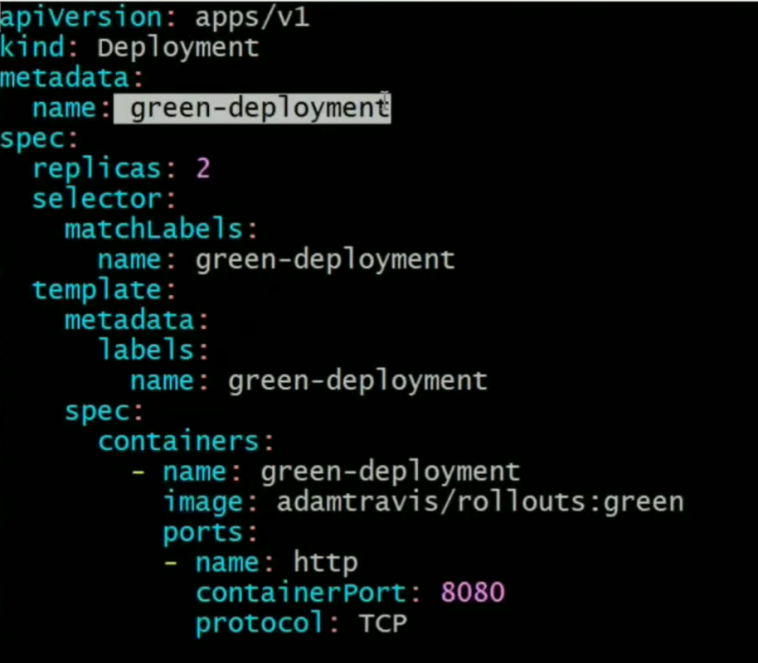 apiVersion: apps/v1
kind: Deployment
metadata:
  name: green-deployment
spec:
  replicas: 2
  selector:
    matchLabels:
      name: green-deployment
  template:
    metadata:
      labels:
        name: green-deployment
    spec:
      containers:
        - name: green-deployment
          image: adamtravis/rollouts:green
          ports:
          - name: http
            containerPort: 8080
            protocol: TCP